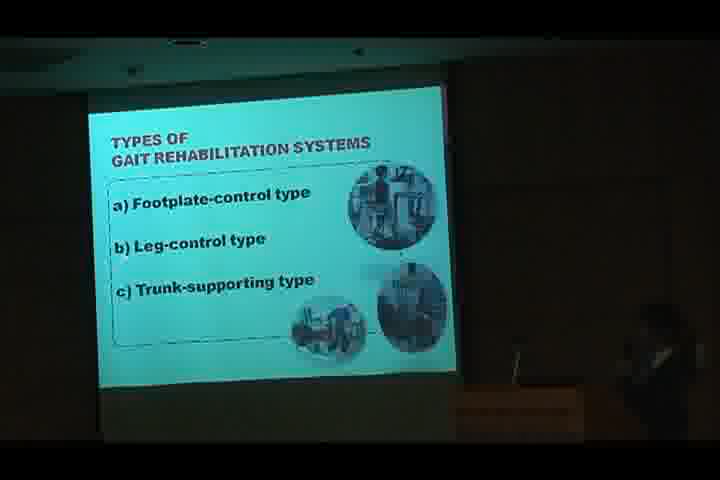 TYPES OF
GAIT REHABILITATION SYSTEMS
a) Footplate-control type
b) Leg-control type
c) Trunk-supporting type